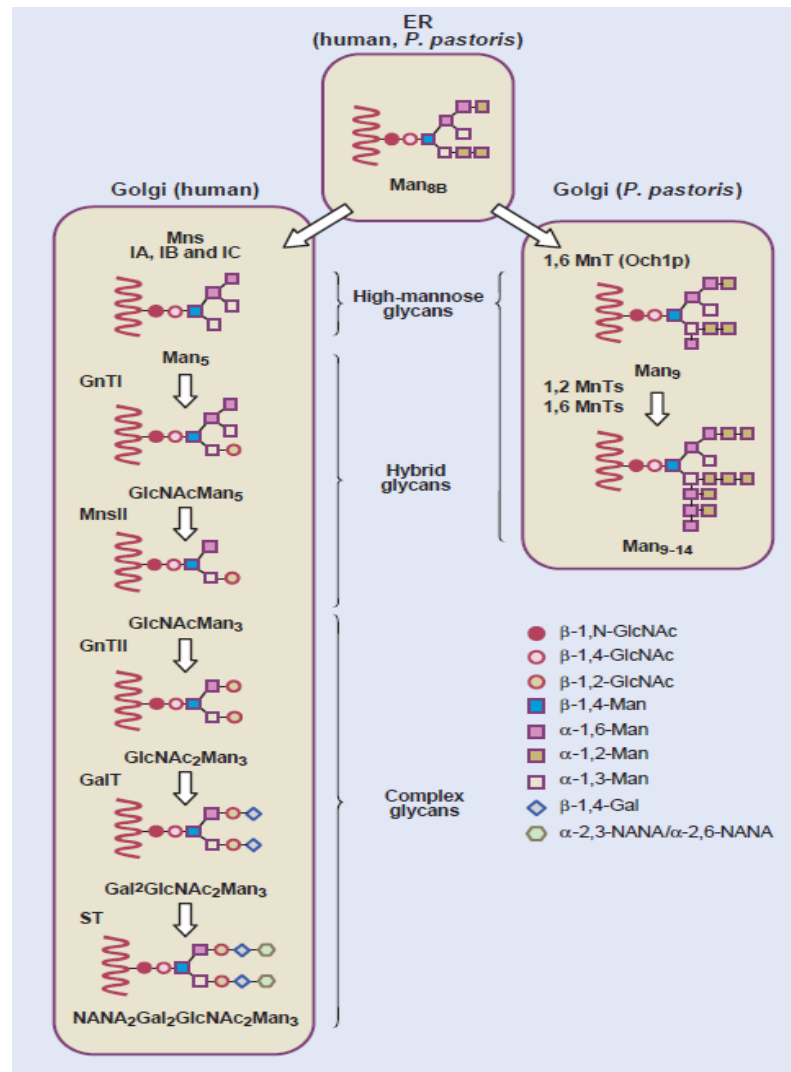 ER
(human, P. pastoris)
Man8B
Golgi (human)
Golgi (P. pastoris)
Mns
IA, IB and IC
Man5
GnTI
GlcNAcMan5
MnsII
GlcNAcMan3
GnTII
GlcNAc2Man3
GalT
Gal2GlcNAc2Man3
ST
NANA2Gal2GlcNAc2Man3
High-mannose
glycans
Hybrid
glycans
Complex
glycans
1,6 MnT (Och1p)
Man9
1,2 MnTs
1,6 MnTs
Man9-14
β-1,N-GlcNAc
β-1,4-GlcNAc
β-1,2-GlcNAc
β-1,4-Man
α-1,6-Man
α-1,2-Man
α-1,3-Man
β-1,4-Gal
α-2,3-NANA/α-2,6-NANA